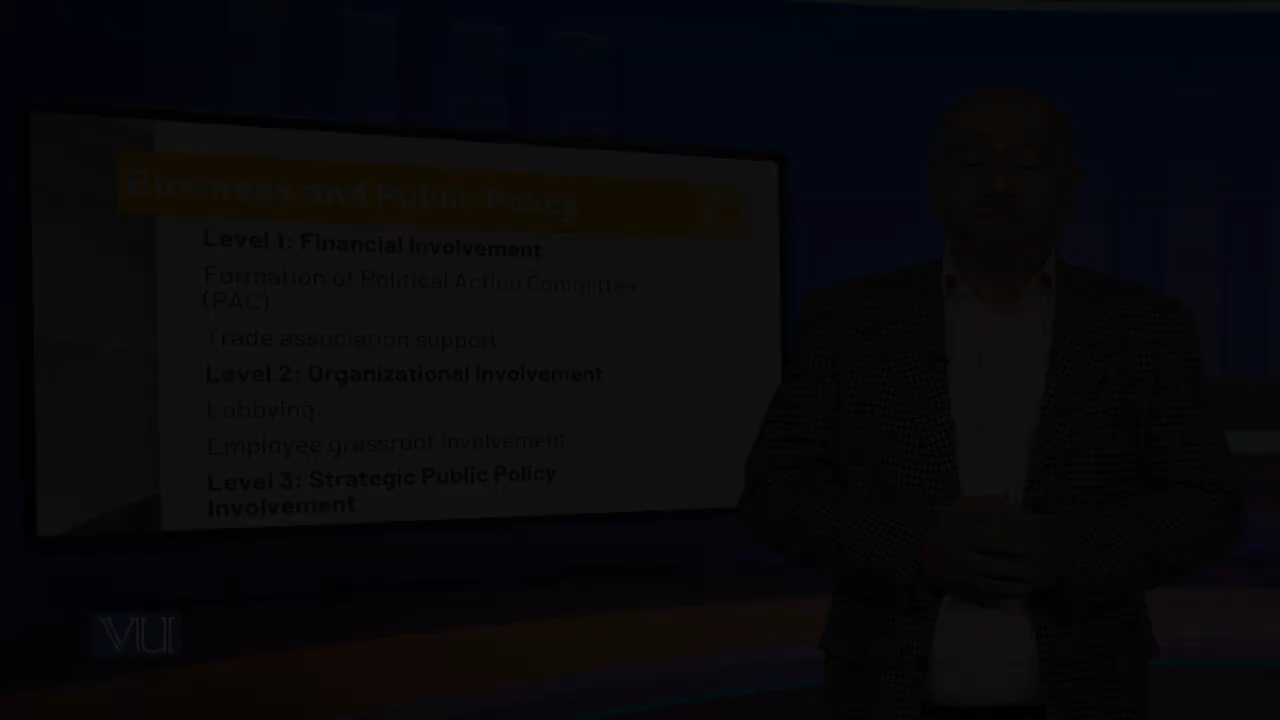 Business and Public Policy
Level 1: Financial Involvement
Formation of Political Action Committee
(PAC)
Trade association support
Level 2: Organizational Involvement
Lobbying
Employee grassroot involvement
Level 3: Strategic Public Policy
Involvement
VU